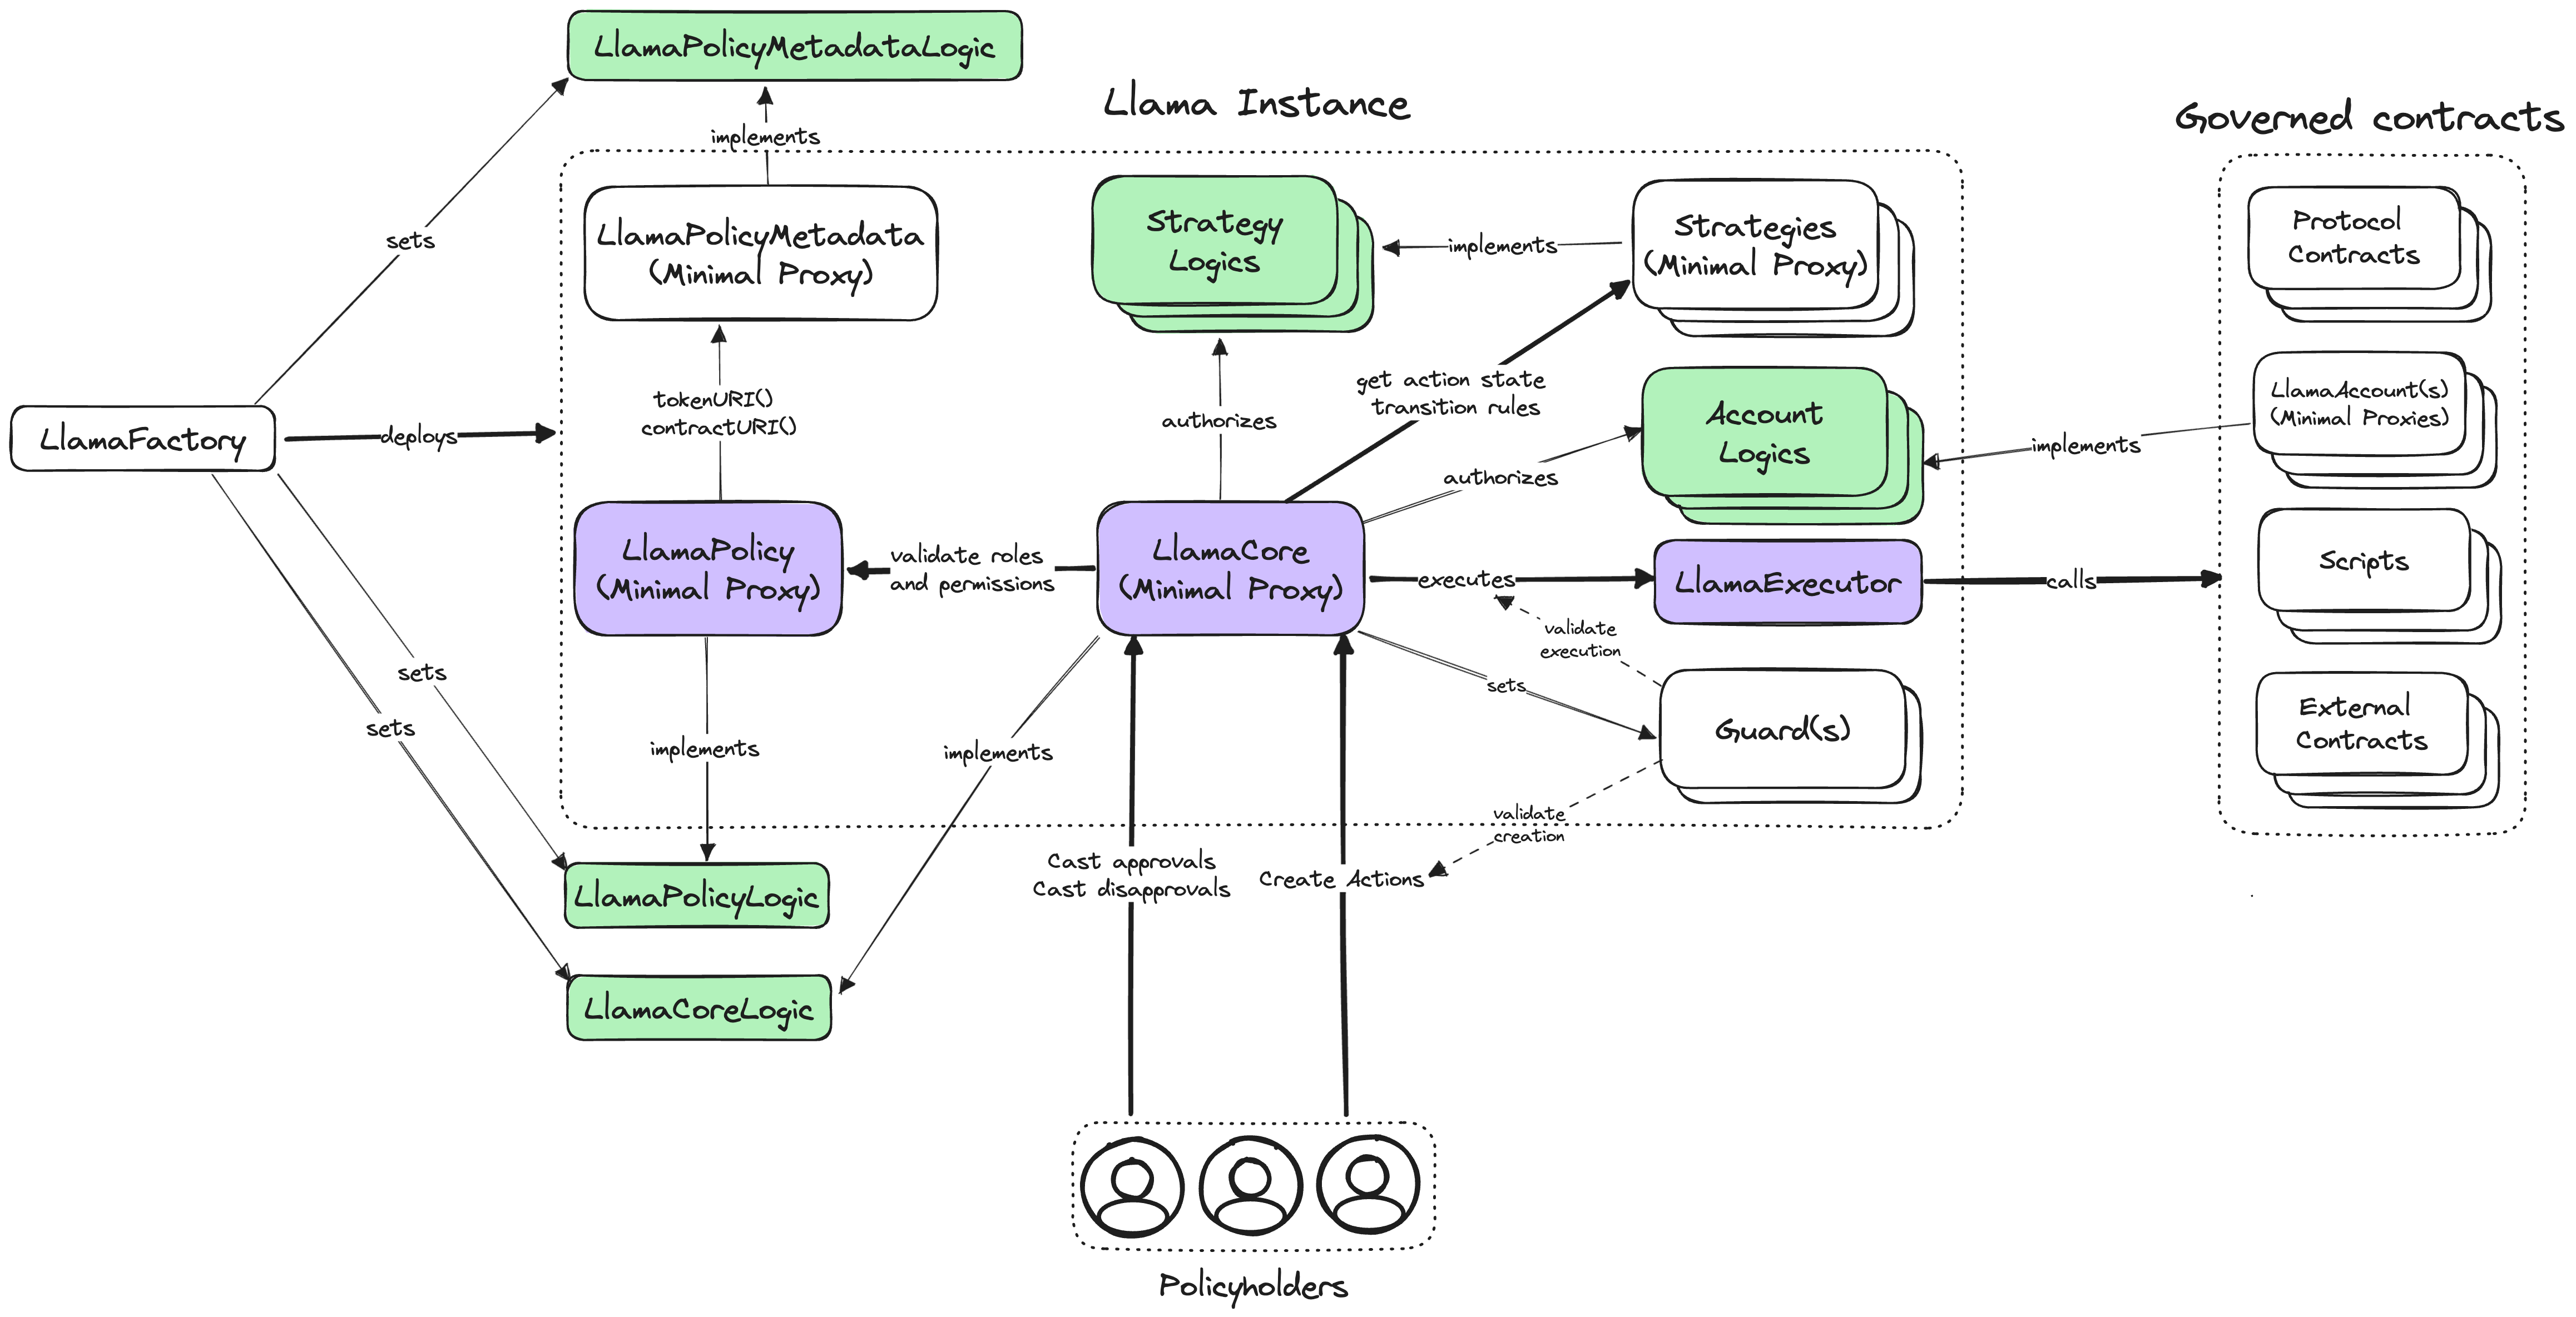 LlamaPolicyMetadataLogic
Llama Instance
Governed contracts
implements
sets
LlamaPolicyMetadata
(Minimal Proxy)
Strategy
Logics
implements
Strategies
(Minimal Proxy)
Protocol
Contracts
tokenURI()
contractURI()
authorizes
get action state
transition rules
Account
Logics
LlamaAccount(s)
(Minimal Proxies)
implements
LlamaFactory
deploys
authorizes
LlamaPolicy
(Minimal Proxy)
validate roles
and permissions
LlamaCore
(Minimal Proxy)
executes
LlamaExecutor
calls
Scripts
validate
execution
sets
sets
sets
implements
implements
Guard(s)
External
Contracts
validate
creation
Cast approvals
Cast disapprovals
Create Actions
LlamaPolicyLogic
LlamaCoreLogic
Policyholders